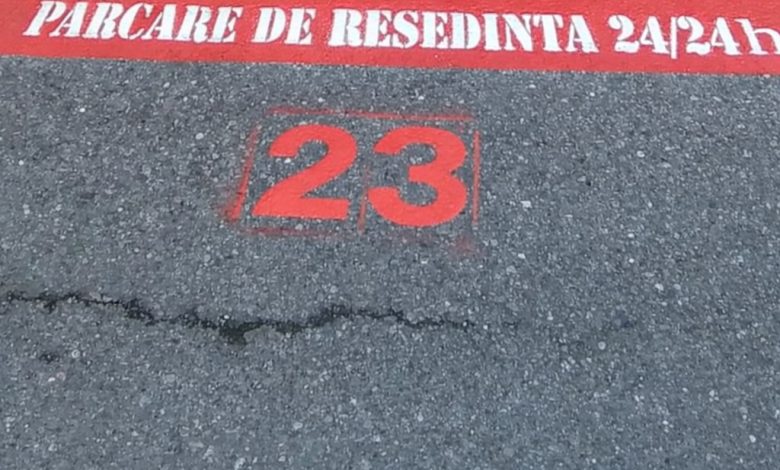 PARCARE DE RESEDINTA 24/24h
23